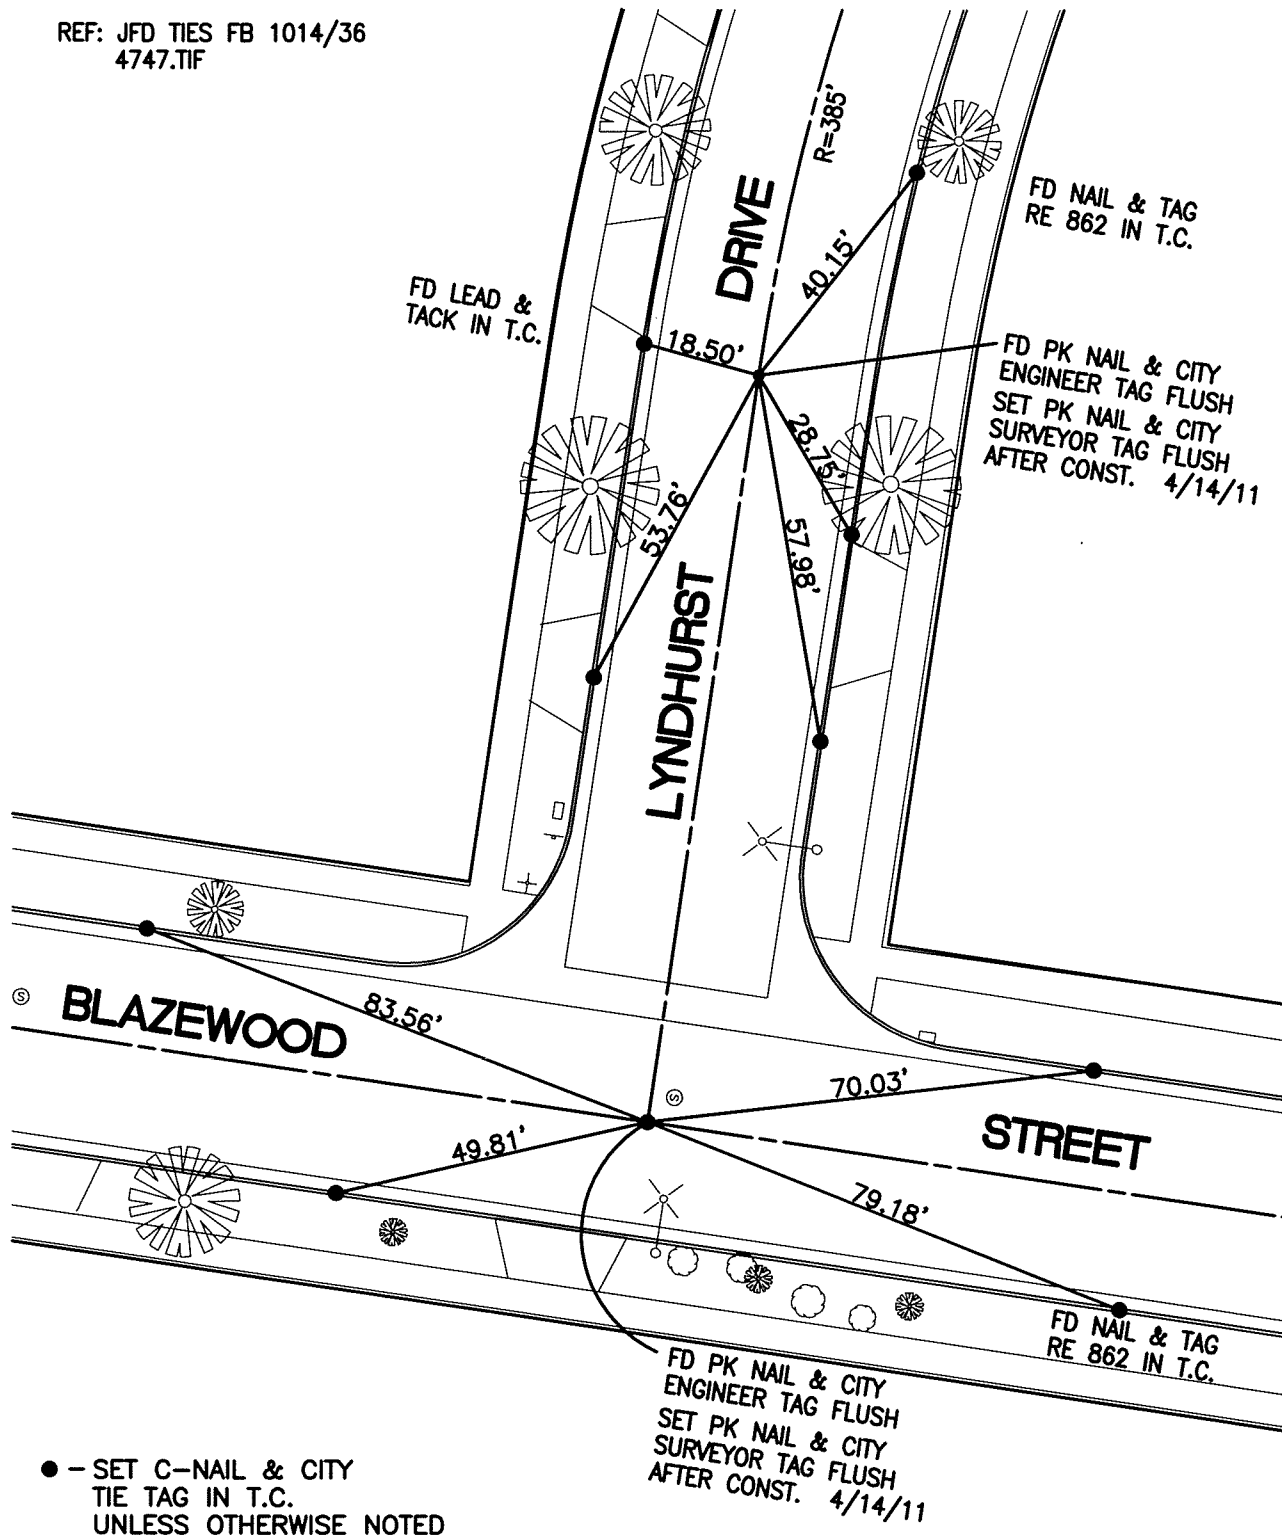 REF: JFD TIES FB 1014/36
4747.TIF
R=385'
DRIVE
FD NAIL & TAG
RE 862 IN T.C.
40.15'
FD LEAD &
TACK IN T.C.
18.50'
FD PK NAIL & CITY
ENGINEER TAG FLUSH
SET PK NAIL & CITY
SURVEYOR TAG FLUSH
AFTER CONST. 4/14/11
28.75'
53.76'
57.98'
LYNDHURST
S
BLAZEWOOD
83.56'
S
70.03'
STREET
49.81'
79.18'
FD NAIL & TAG
RE 862 IN T.C.
FD PK NAIL & CITY
ENGINEER TAG FLUSH
SET PK NAIL & CITY
SURVEYOR TAG FLUSH
AFTER CONST. 4/14/11
● – SET C–NAIL & CITY
TIE TAG IN T.C.
UNLESS OTHERWISE NOTED